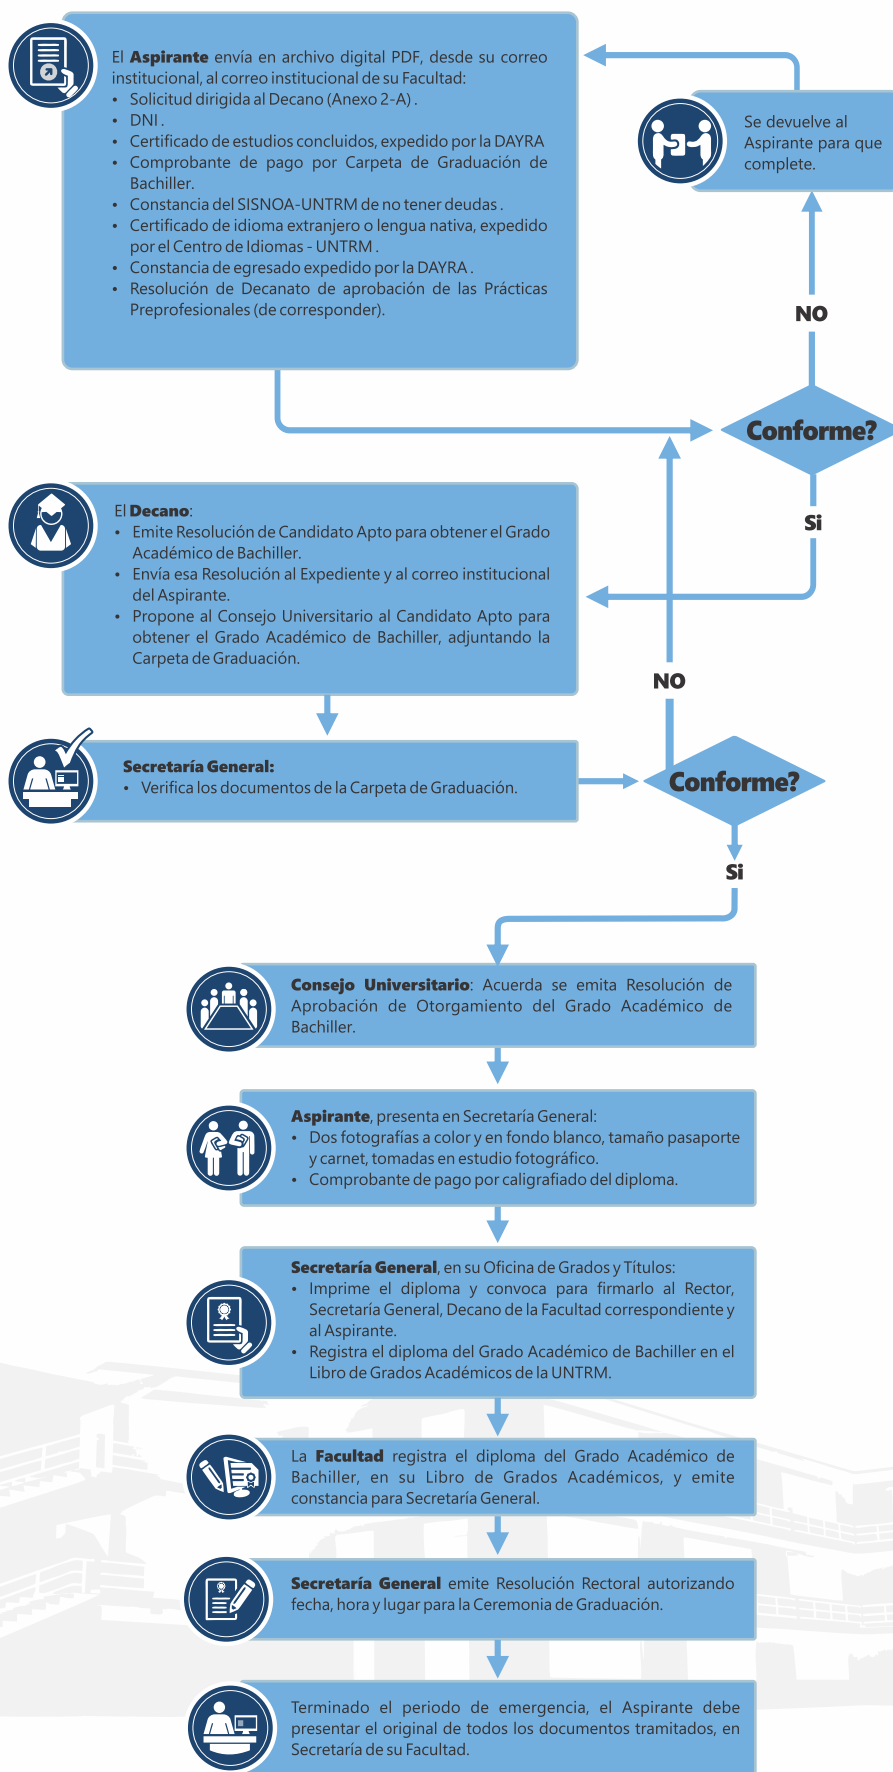 El Aspirante envía en archivo digital PDF, desde su correo
institucional, al correo institucional de su Facultad:
• Solicitud dirigida al Decano (Anexo 2-A) .
• DNI .
• Certificado de estudios concluidos, expedido por la DAYRA
• Comprobante de pago por Carpeta de Graduación de
Bachiller.
• Constancia del SISNOA-UNTRM de no tener deudas .
• Certificado de idioma extranjero o lengua nativa, expedido
por el Centro de Idiomas - UNTRM .
• Constancia de egresado expedido por la DAYRA .
• Resolución de Decanato de aprobación de las Prácticas
Preprofesionales (de corresponder).
Se devuelve al
Aspirante para que
complete.
NO
Conforme?
Si
El Decano:
• Emite Resolución de Candidato Apto para obtener el Grado
Académico de Bachiller.
• Envía esa Resolución al Expediente y al correo institucional
del Aspirante.
• Propone al Consejo Universitario al Candidato Apto para
obtener el Grado Académico de Bachiller, adjuntando la
Carpeta de Graduación.
NO
Secretaría General:
• Verifica los documentos de la Carpeta de Graduación.
Conforme?
Si
Consejo Universitario: Acuerda se emita Resolución de
Aprobación de Otorgamiento del Grado Académico de
Bachiller.
Aspirante, presenta en Secretaría General:
• Dos fotografías a color y en fondo blanco, tamaño pasaporte
y carnet, tomadas en estudio fotográfico.
• Comprobante de pago por caligrafiado del diploma.
Secretaría General, en su Oficina de Grados y Títulos:
• Imprime el diploma y convoca para firmarlo al Rector,
Secretaría General, Decano de la Facultad correspondiente y
al Aspirante.
• Registra el diploma del Grado Académico de Bachiller en el
Libro de Grados Académicos de la UNTRM.
La Facultad registra el diploma del Grado Académico de
Bachiller, en su Libro de Grados Académicos, y emite
constancia para Secretaría General.
Secretaría General emite Resolución Rectoral autorizando
fecha, hora y lugar para la Ceremonia de Graduación.
Terminado el periodo de emergencia, el Aspirante debe
presentar el original de todos los documentos tramitados, en
Secretaría de su Facultad.